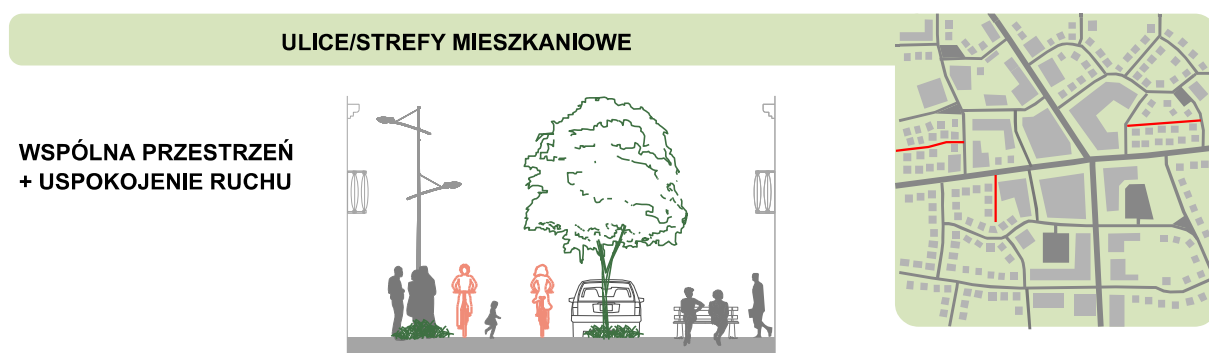 ULICE/STREFY MIESZKANIOWE
WSPÓLNA PRZESTRZEŃ
+ USPOKOJENIE RUCHU